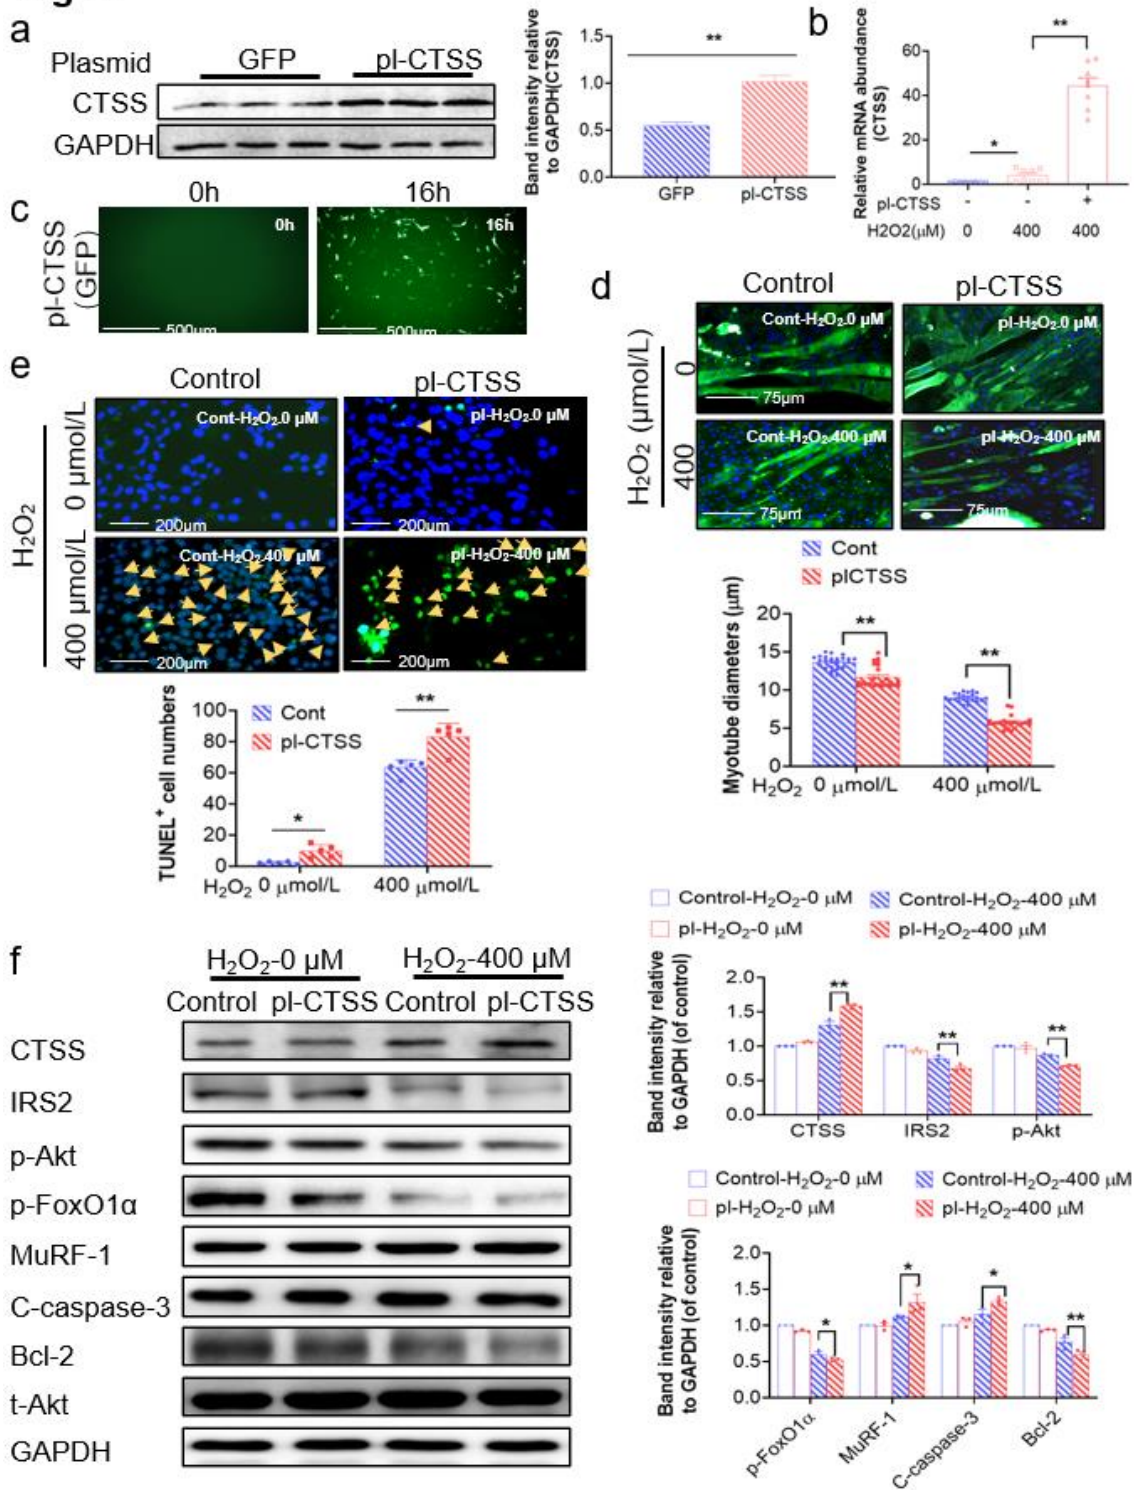 a
Plasmid GFP pl-CTSS
CTSS
GAPDH
Band intensity relative
to GAPDH(CTSS)
1.5
1.0
0.5
0.0
**
GFP pl-CTSS
b
Relative mRNA abundance
(CTSS)
60
40
20
0
*
**
pl-CTSS - - +
H2O2(μM) 0 400 400
c
0h 16h
pl-CTSS
(GFP)
0h
500μm
16h
500μm
d
Control pl-CTSS
H₂O₂ (μmol/L)
0
400
Cont-H₂O₂.0 μM
75μm
pl-H₂O₂.0 μM
Cont-H₂O₂-400 μM
75μm
pl-H₂O₂-400 μM
75μm
Cont
plCTSS
Myotube diameters (μm)
20
15
10
5
0
**
**
H₂O₂ 0 μmol/L 400 μmol/L
e
Control pl-CTSS
H₂O₂
0 μmol/L
400 μmol/L
Cont-H₂O₂.0 μM
200μm
pl-H₂O₂.0 μM
200μm
Cont-H₂O₂.400 μM
200μm
pl-H₂O₂-400 μM
200μm
TUNEL⁺ cell numbers
100
80
60
40
20
0
Cont
pl-CTSS
*
**
H₂O₂ 0 μmol/L 400 μmol/L
f
H₂O₂-0 μM H₂O₂-400 μM
Control pl-CTSS Control pl-CTSS
CTSS
IRS2
p-Akt
p-FoxO1α
MuRF-1
C-caspase-3
Bcl-2
t-Akt
GAPDH
Control-H₂O₂-0 μM Control-H₂O₂-400 μM
pl-H₂O₂-0 μM pl-H₂O₂-400 μM
Band intensity relative
to GAPDH (of control)
2.0
1.5
1.0
0.5
0.0
**
**
**
CTSS IRS2 p-Akt
Control-H₂O₂-0 μM Control-H₂O₂-400 μM
pl-H₂O₂-0 μM pl-H₂O₂-400 μM
Band intensity relative
to GAPDH (of control)
2.0
1.5
1.0
0.5
0.0
*
*
*
**
p-FoxO1α MuRF-1 C-caspase-3 Bcl-2